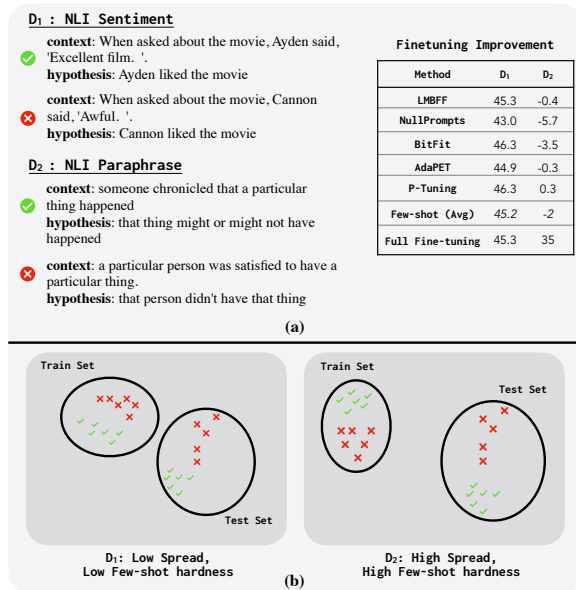 D₁ : NLI Sentiment
context: When asked about the movie, Ayden said,
'Excellent film. '.
hypothesis: Ayden liked the movie
context: When asked about the movie, Cannon
said, 'Awful. '.
hypothesis: Cannon liked the movie
D₂ : NLI Paraphrase
context: someone chronicled that a particular
thing happened
hypothesis: that thing might or might not have
happened
context: a particular person was satisfied to have a
particular thing.
hypothesis: that person didn't have that thing
Finetuning Improvement
Method D₁ D₂
LMBFF 45.3 -0.4
NullPrompts 43.0 -5.7
BitFit 46.3 -3.5
AdaPET 44.9 -0.3
P-Tuning 46.3 0.3
Few-shot (Avg) 45.2 -2
Full Fine-tuning 45.3 35
(a)
Train Set
Test Set
D₁: Low Spread,
Low Few-shot hardness
Train Set
Test Set
D₂: High Spread,
High Few-shot hardness
(b)